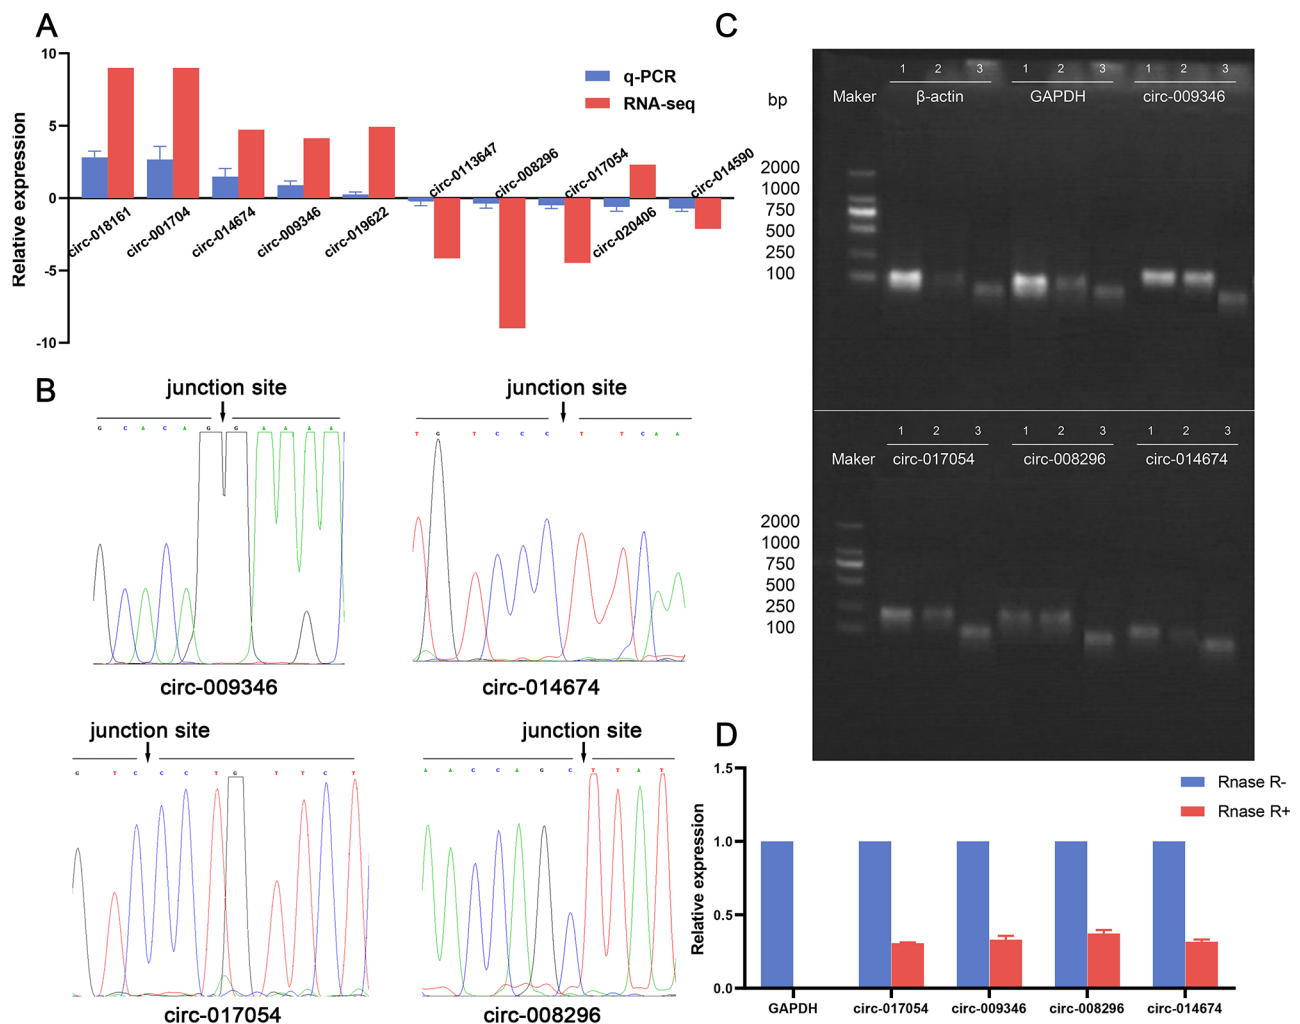 A
10
5
0
-5
-10
Relative expression
q-PCR
RNA-seq
circ-018161
circ-001704
circ-014674
circ-009346
circ-019622
circ-0113647
circ-008296
circ-017054
circ-020406
circ-014590
B
junction site
G C A C A G G A A A A
circ-009346
junction site
T G T C C C T T C A A
circ-014674
junction site
G T C C C T G T T C T
circ-017054
junction site
A A C C A G C T T A T
circ-008296
C
bp
Maker
1 2 3
β-actin
1 2 3
GAPDH
1 2 3
circ-009346
2000
1000
750
500
250
100
Maker
1 2 3
circ-017054
1 2 3
circ-008296
1 2 3
circ-014674
2000
1000
750
500
250
100
D
1.5
1.0
0.5
0.0
Relative expression
Rnase R-
Rnase R+
GAPDH
circ-017054
circ-009346
circ-008296
circ-014674